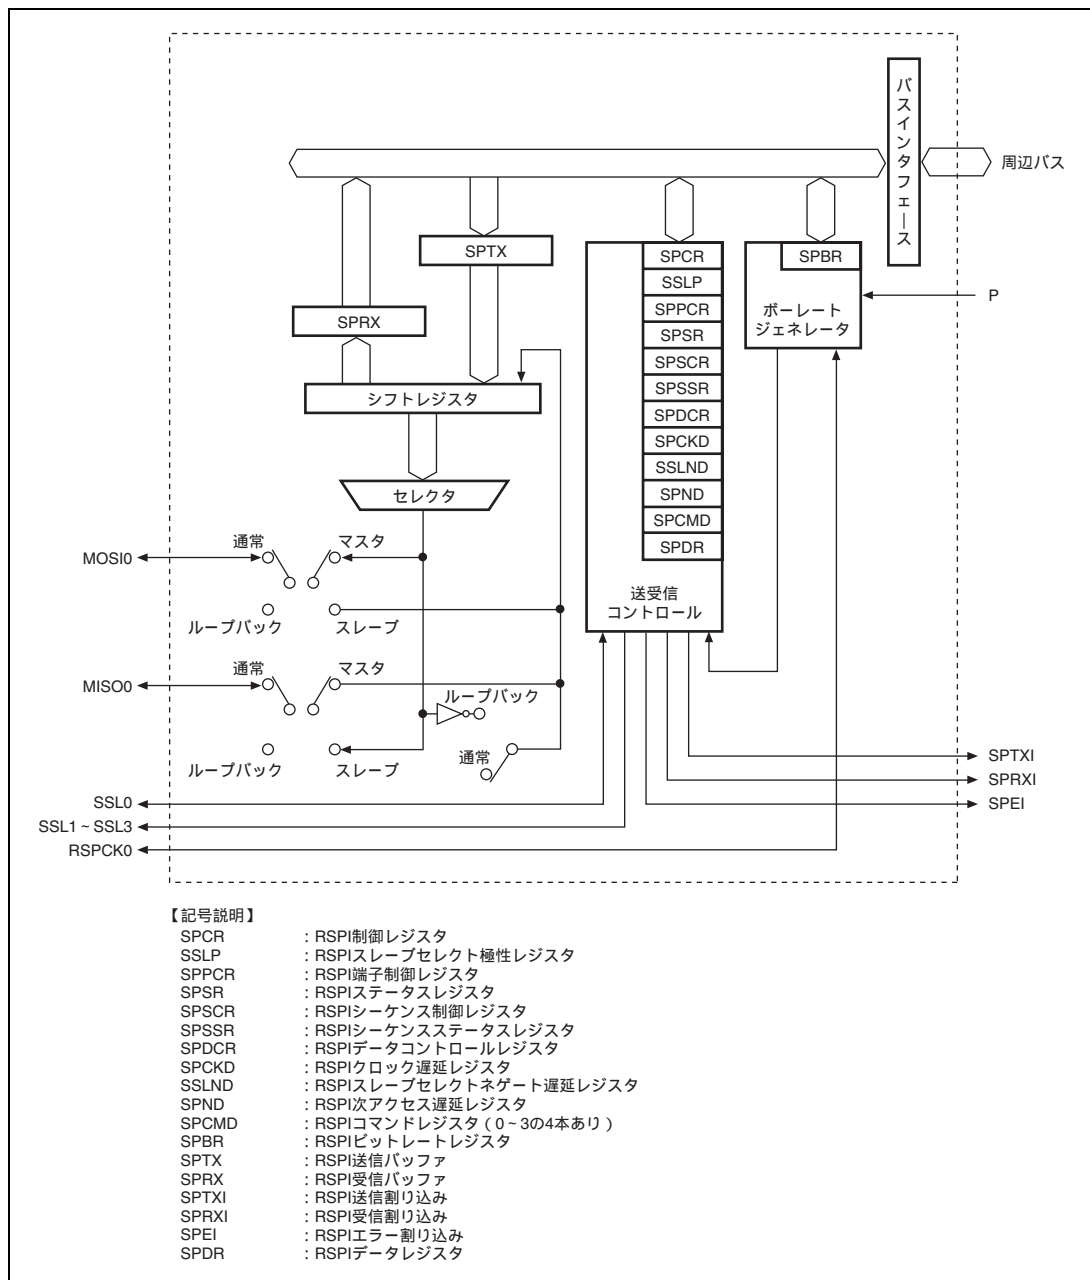 バスインタフェース
周辺バス
SPTX
SPRX
シフトレジスタ
セレクタ
SPCR
SSLP
SPPCR
SPSR
SPSCR
SPSSR
SPDCR
SPCKD
SSLND
SPND
SPCMD
SPDR
送受信
コントロール
SPBR
ボーレート
ジェネレータ
P
MOSI0
通常
マスタ
ループバック
スレーブ
MISO0
通常
マスタ
ループバック
ループバック
スレーブ
通常
SSL0
SSL1~SSL3
RSPCK0
SPTXI
SPRXI
SPEI
【記号説明】
SPCR : RSPI制御レジスタ
SSLP : RSPIスレーブセレクト極性レジスタ
SPPCR : RSPI端子制御レジスタ
SPSR : RSPIステータスレジスタ
SPSCR : RSPIシーケンス制御レジスタ
SPSSR : RSPIシーケンスステータスレジスタ
SPDCR : RSPIデータコントロールレジスタ
SPCKD : RSPIクロック遅延レジスタ
SSLND : RSPIスレーブセレクトネゲート遅延レジスタ
SPND : RSPI次アクセス遅延レジスタ
SPCMD : RSPIコマンドレジスタ(0~3の4本あり)
SPBR : RSPIビットレートレジスタ
SPTX : RSPI送信バッファ
SPRX : RSPI受信バッファ
SPTXI : RSPI送信割り込み
SPRXI : RSPI受信割り込み
SPEI : RSPIエラー割り込み
SPDR : RSPIデータレジスタ